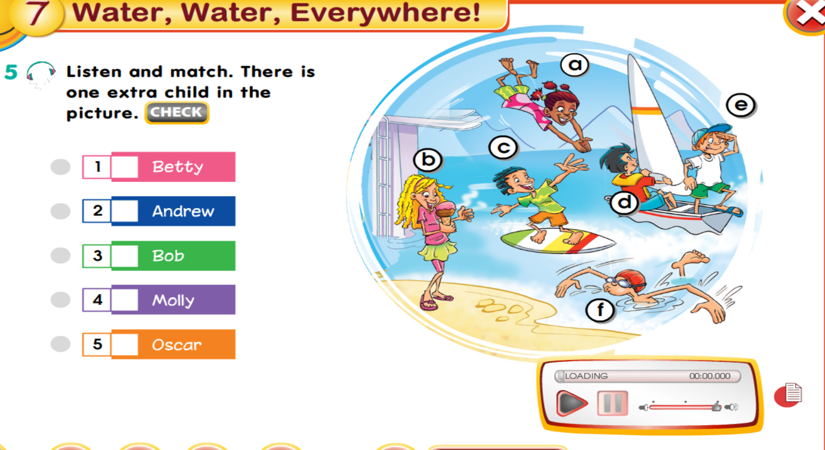 7 Water, Water, Everywhere!
5 Listen and match. There is
one extra child in the
picture. CHECK
1 Betty
2 Andrew
3 Bob
4 Molly
5 Oscar
a
b
c
d
e
f
LOADING 00:00.000